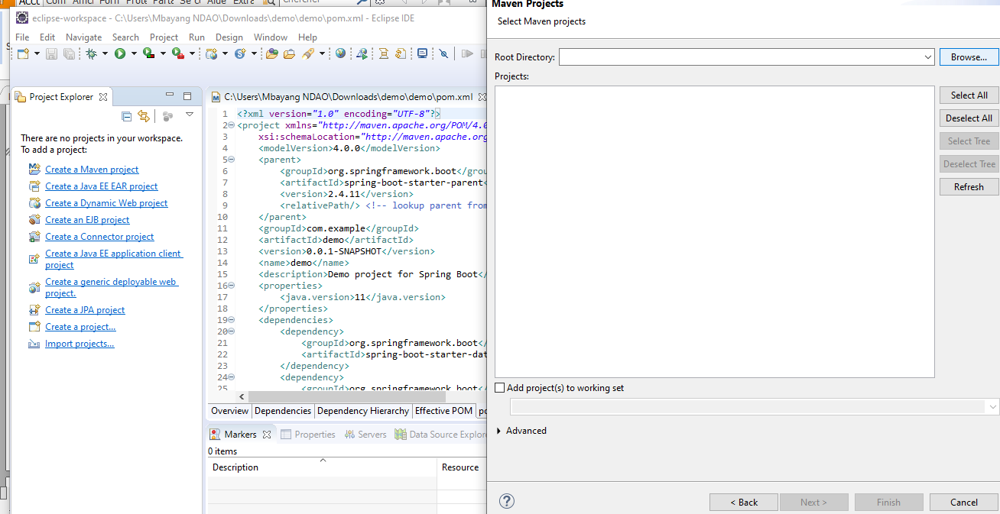 Chercher
eclipse-workspace - C:\Users\Mbayang NDAO\Downloads\demo\demo\pom.xml - Eclipse IDE
File Edit Navigate Search Project Run Design Window Help
Project Explorer
There are no projects in your workspace.
To add a project:
Create a Maven project
Create a Java EE EAR project
Create a Dynamic Web project
Create an EJB project
Create a Connector project
Create a Java EE application client
project
Create a generic deployable web
project.
Create a JPA project
Create a project...
Import projects...
C:\Users\Mbayang NDAO\Downloads\demo\demo\pom.xml
1 <?xml version="1.0" encoding="UTF-8"?>
2 <project xmlns="http://maven.apache.org/POM/4.0
3 xsi:schemaLocation="http://maven.apache.org
4 <modelVersion>4.0.0</modelVersion>
5 <parent>
6 <groupId>org.springframework.boot</grou
7 <artifactId>spring-boot-starter-parent<
8 <version>2.4.11</version>
9 <relativePath/> <!-- lookup parent from
10 </parent>
11 <groupId>com.example</groupId>
12 <artifactId>demo</artifactId>
13 <version>0.0.1-SNAPSHOT</version>
14 <name>demo</name>
15 <description>Demo project for Spring Boot</
16 <properties>
17 <java.version>11</java.version>
18 </properties>
19 <dependencies>
20 <dependency>
21 <groupId>org.springframework.boot</
22 <artifactId>spring-boot-starter-dat
23 </dependency>
24 <dependency>
25 <groupId>org.springframework.boot</
Overview Dependencies Dependency Hierarchy Effective POM po
Markers Properties Servers Data Source Explore
0 items
Description Resource
Maven Projects
Select Maven projects
Root Directory: Browse...
Projects:
Select All
Deselect All
Select Tree
Deselect Tree
Refresh
Add project(s) to working set
Advanced
? < Back Next > Finish Cancel